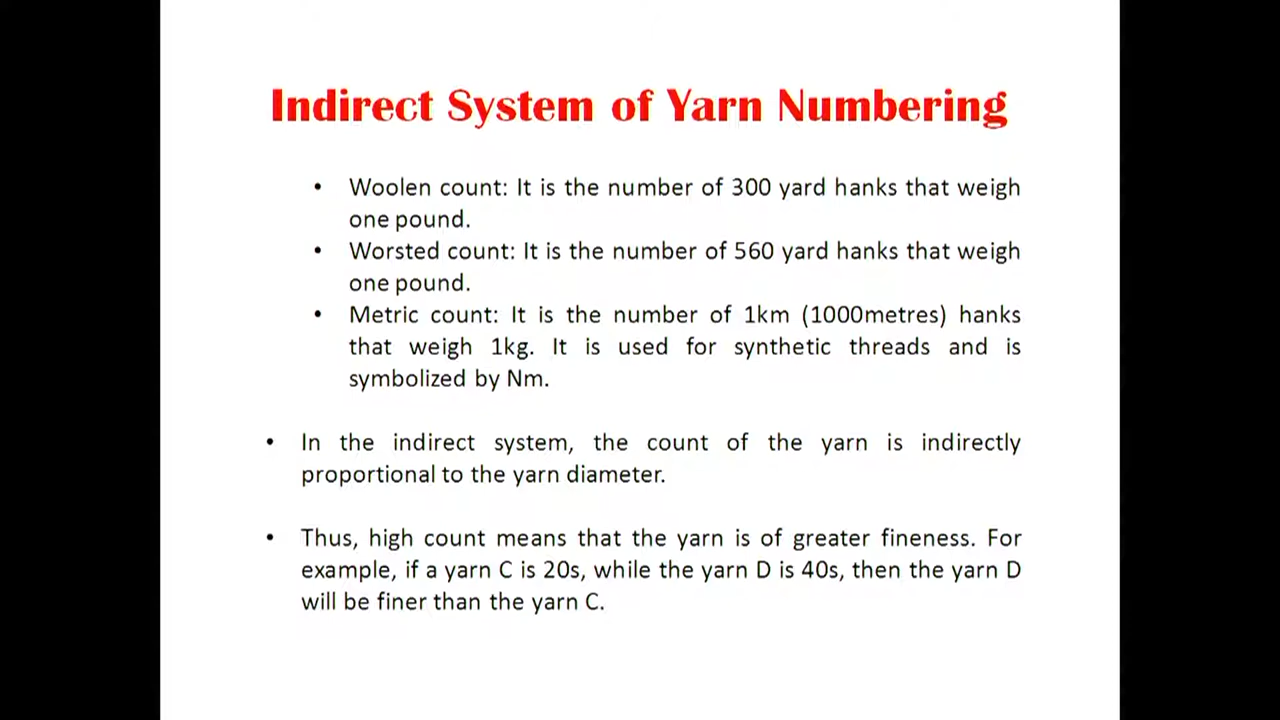 Indirect System of Yarn Numbering
• Woolen count: It is the number of 300 yard hanks that weigh
one pound.
• Worsted count: It is the number of 560 yard hanks that weigh
one pound.
• Metric count: It is the number of 1km (1000metres) hanks
that weigh 1kg. It is used for synthetic threads and is
symbolized by Nm.
• In the indirect system, the count of the yarn is indirectly
proportional to the yarn diameter.
• Thus, high count means that the yarn is of greater fineness. For
example, if a yarn C is 20s, while the yarn D is 40s, then the yarn D
will be finer than the yarn C.